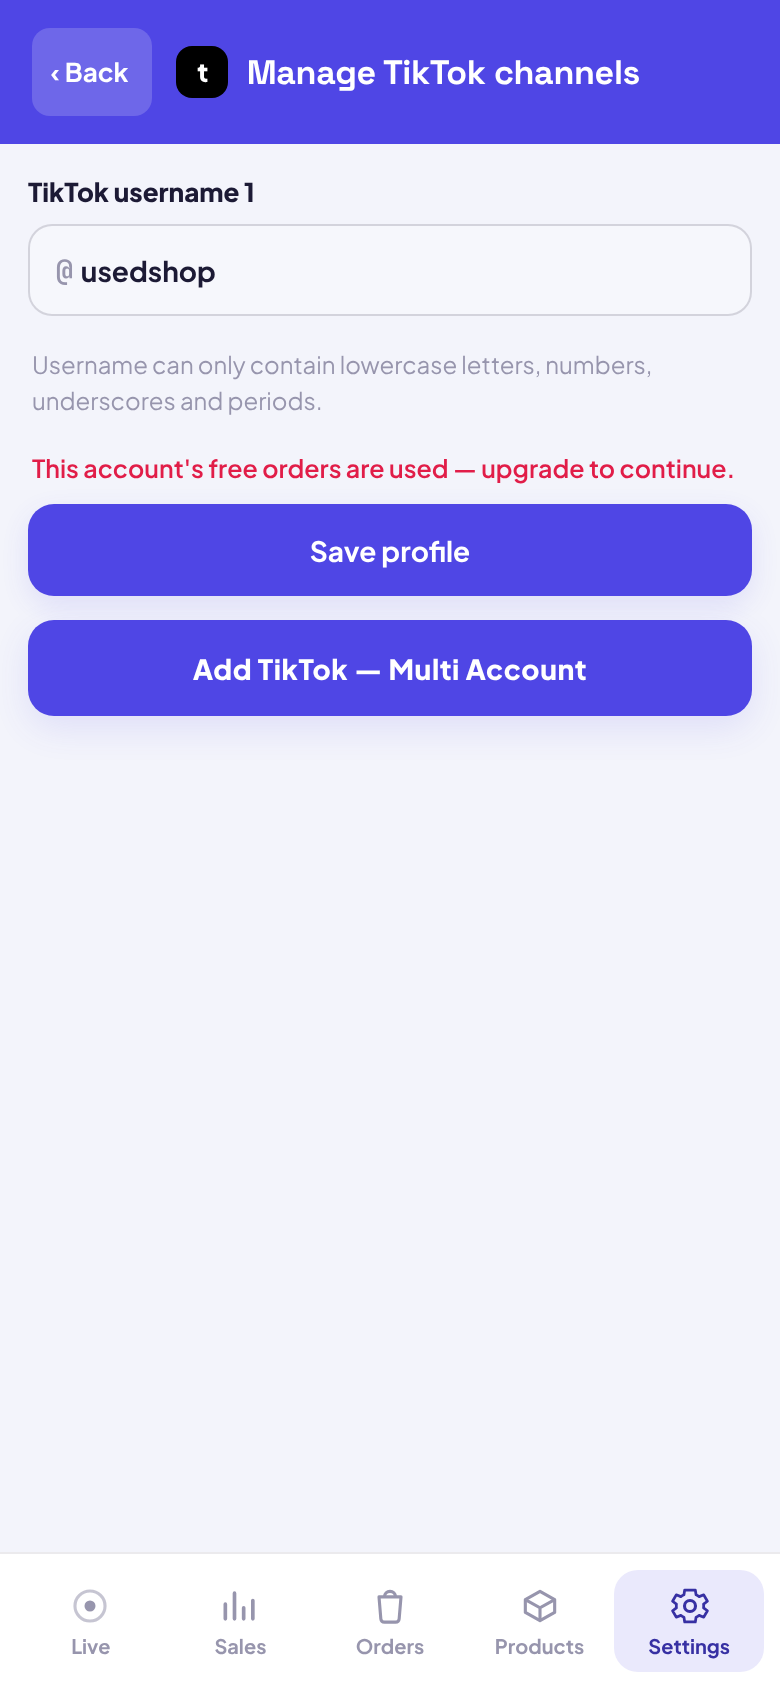 ‹ Back
t
Manage TikTok channels
TikTok username 1
@ usedshop
Username can only contain lowercase letters, numbers,
underscores and periods.
This account's free orders are used — upgrade to continue.
Save profile
Add TikTok — Multi Account
Live
Sales
Orders
Products
Settings